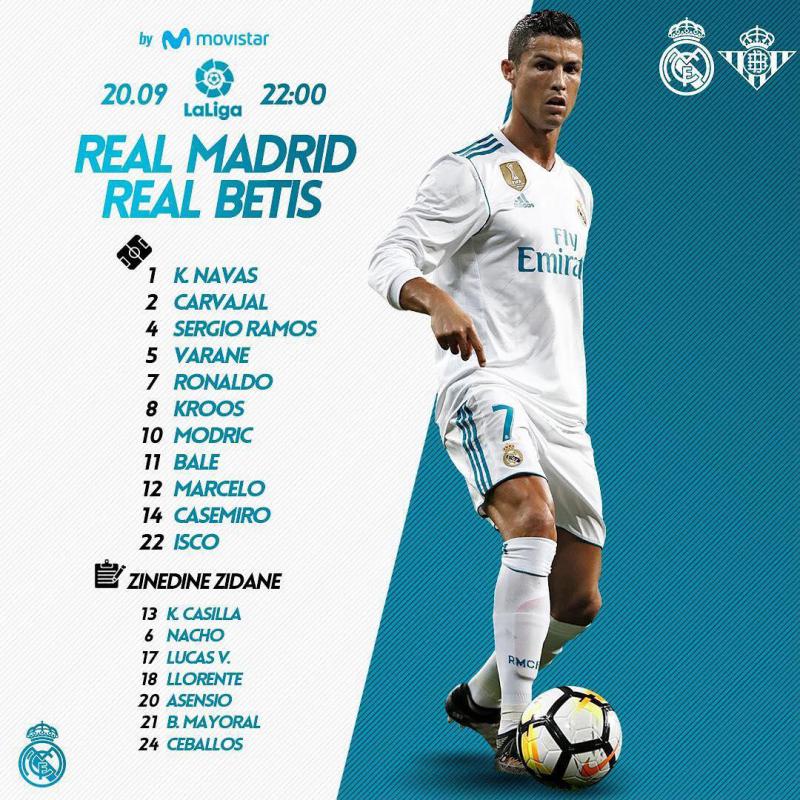 by movistar
20.09 LaLiga 22:00
REAL MADRID
REAL BETIS
1 K. NAVAS
2 CARVAJAL
4 SERGIO RAMOS
5 VARANE
7 RONALDO
8 KROOS
10 MODRIC
11 BALE
12 MARCELO
14 CASEMIRO
22 ISCO
ZINEDINE ZIDANE
13 K. CASILLA
6 NACHO
17 LUCAS V.
18 LLORENTE
20 ASENSIO
21 B. MAYORAL
24 CEBALLOS
adidas
Fly
Emira
7
RMCF